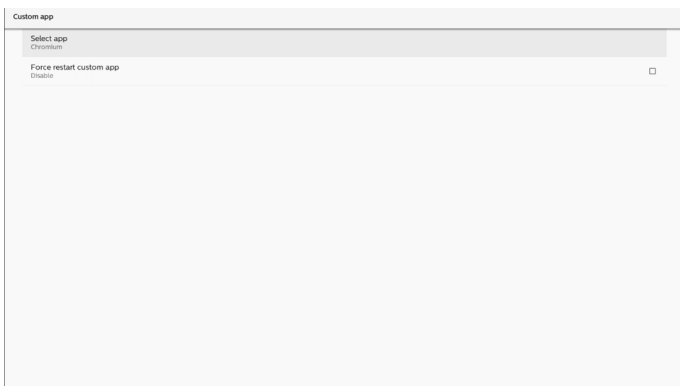 Custom app
Select app
Chromium
Force restart custom app
Disable